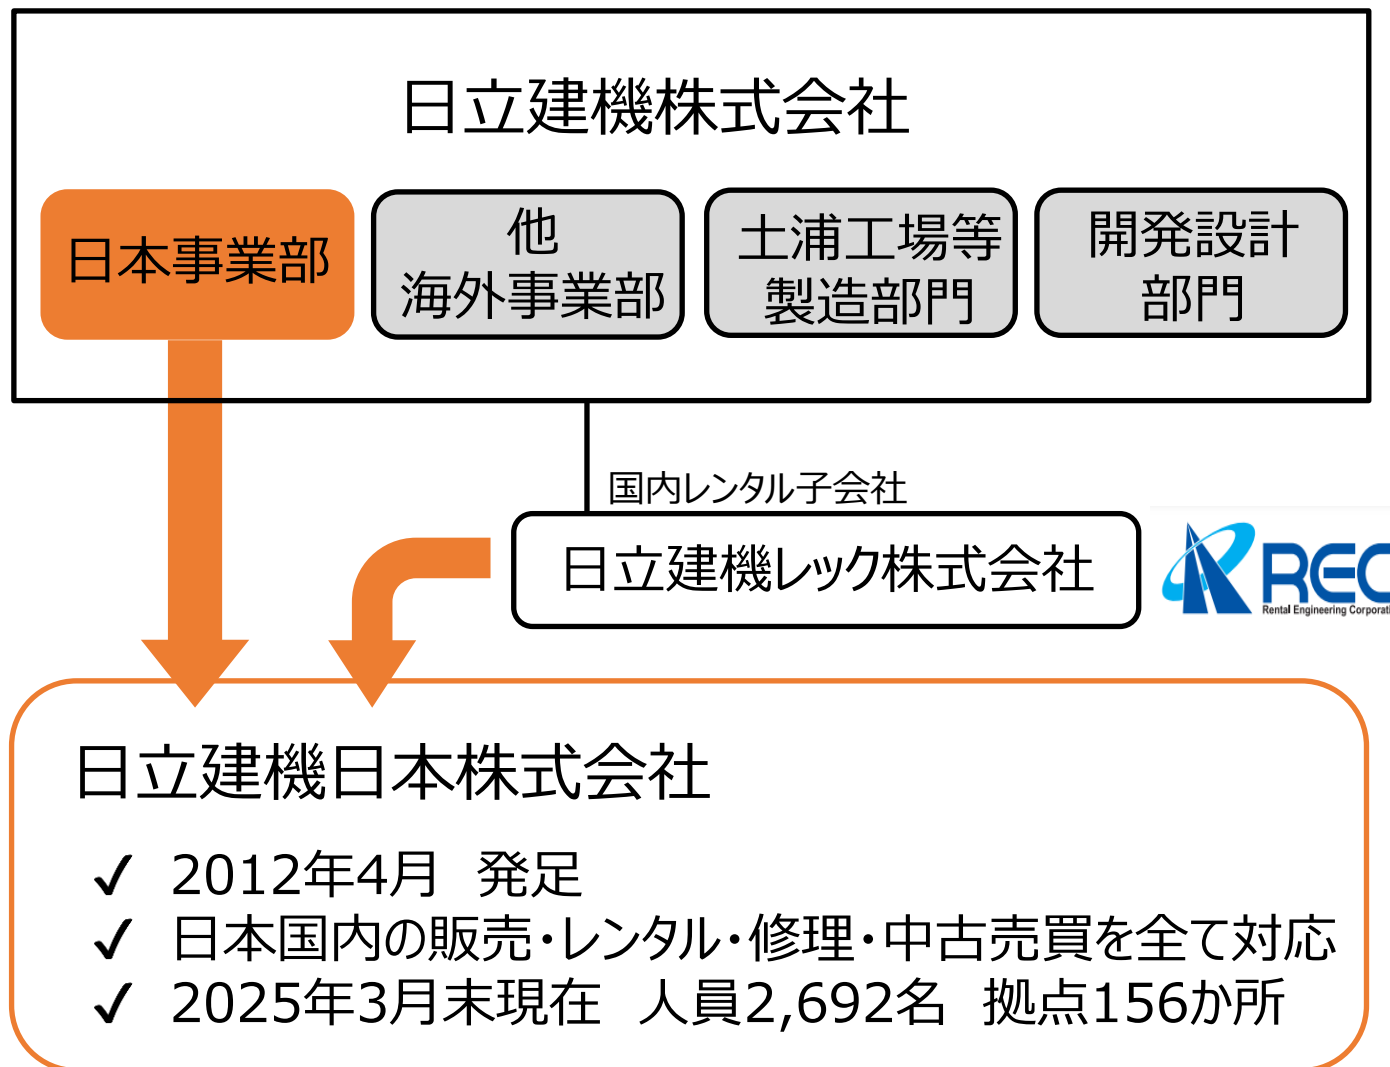 日立建機株式会社
日本事業部
他
海外事業部
土浦工場等
製造部門
開発設計
部門
国内レンタル子会社
日立建機レック株式会社
REC
Rental Engineering Corporati
日立建機日本株式会社
✓ 2012年4月 発足
✓ 日本国内の販売・レンタル・修理・中古売買を全て対応
✓ 2025年3月末現在 人員2,692名 拠点156か所